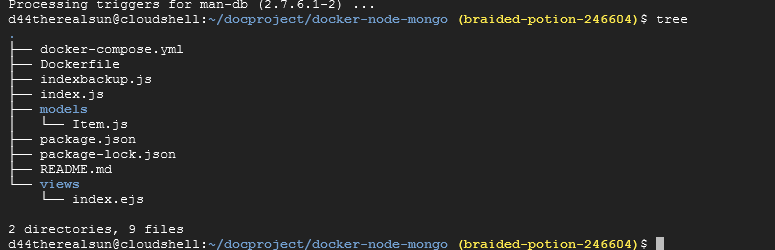 Processing triggers for man-db (2.7.6.1-2) ...
d44therealsun@cloudshell:~/docproject/docker-node-mongo (braided-potion-246604)$ tree
.
├── docker-compose.yml
├── Dockerfile
├── indexbackup.js
├── index.js
├── models
│   └── Item.js
├── package.json
├── package-lock.json
├── README.md
└── views
    └── index.ejs

2 directories, 9 files
d44therealsun@cloudshell:~/docproject/docker-node-mongo (braided-potion-246604)$